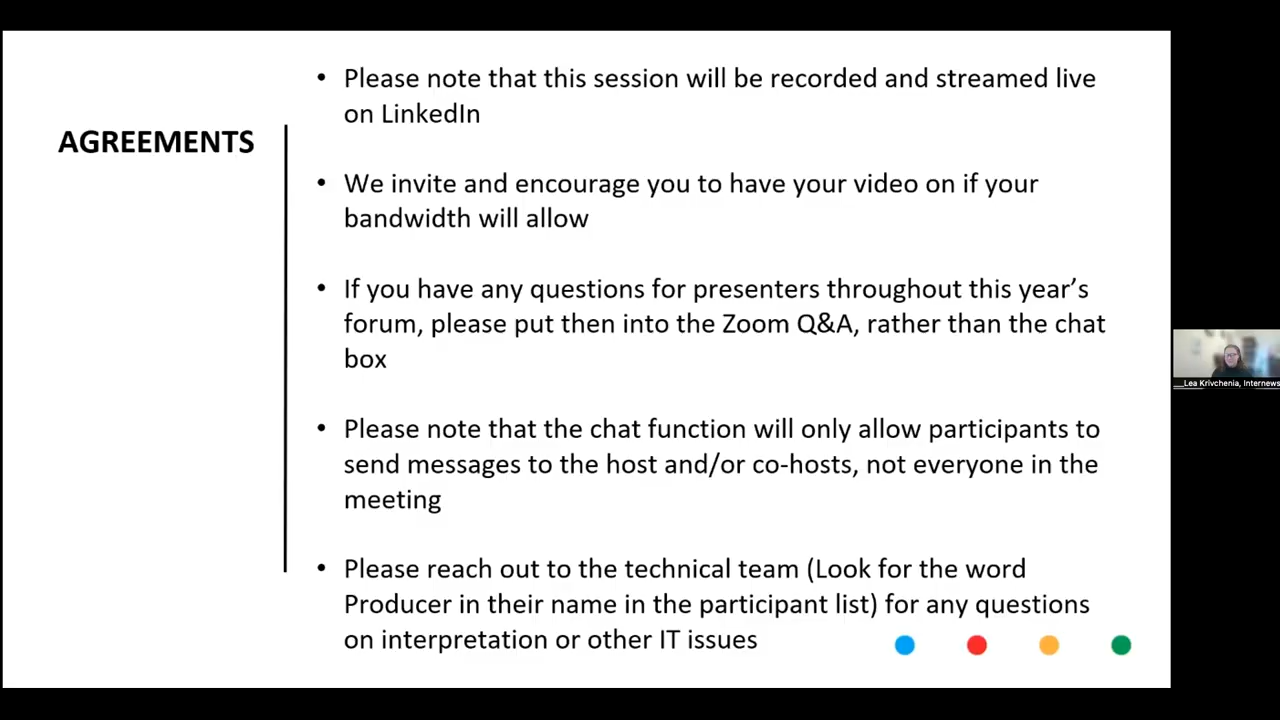 AGREEMENTS
• Please note that this session will be recorded and streamed live
on LinkedIn
• We invite and encourage you to have your video on if your
bandwidth will allow
• If you have any questions for presenters throughout this year's
forum, please put then into the Zoom Q&A, rather than the chat
box
• Please note that the chat function will only allow participants to
send messages to the host and/or co-hosts, not everyone in the
meeting
• Please reach out to the technical team (Look for the word
Producer in their name in the participant list) for any questions
on interpretation or other IT issues
__Lea Krivchenia, Internews